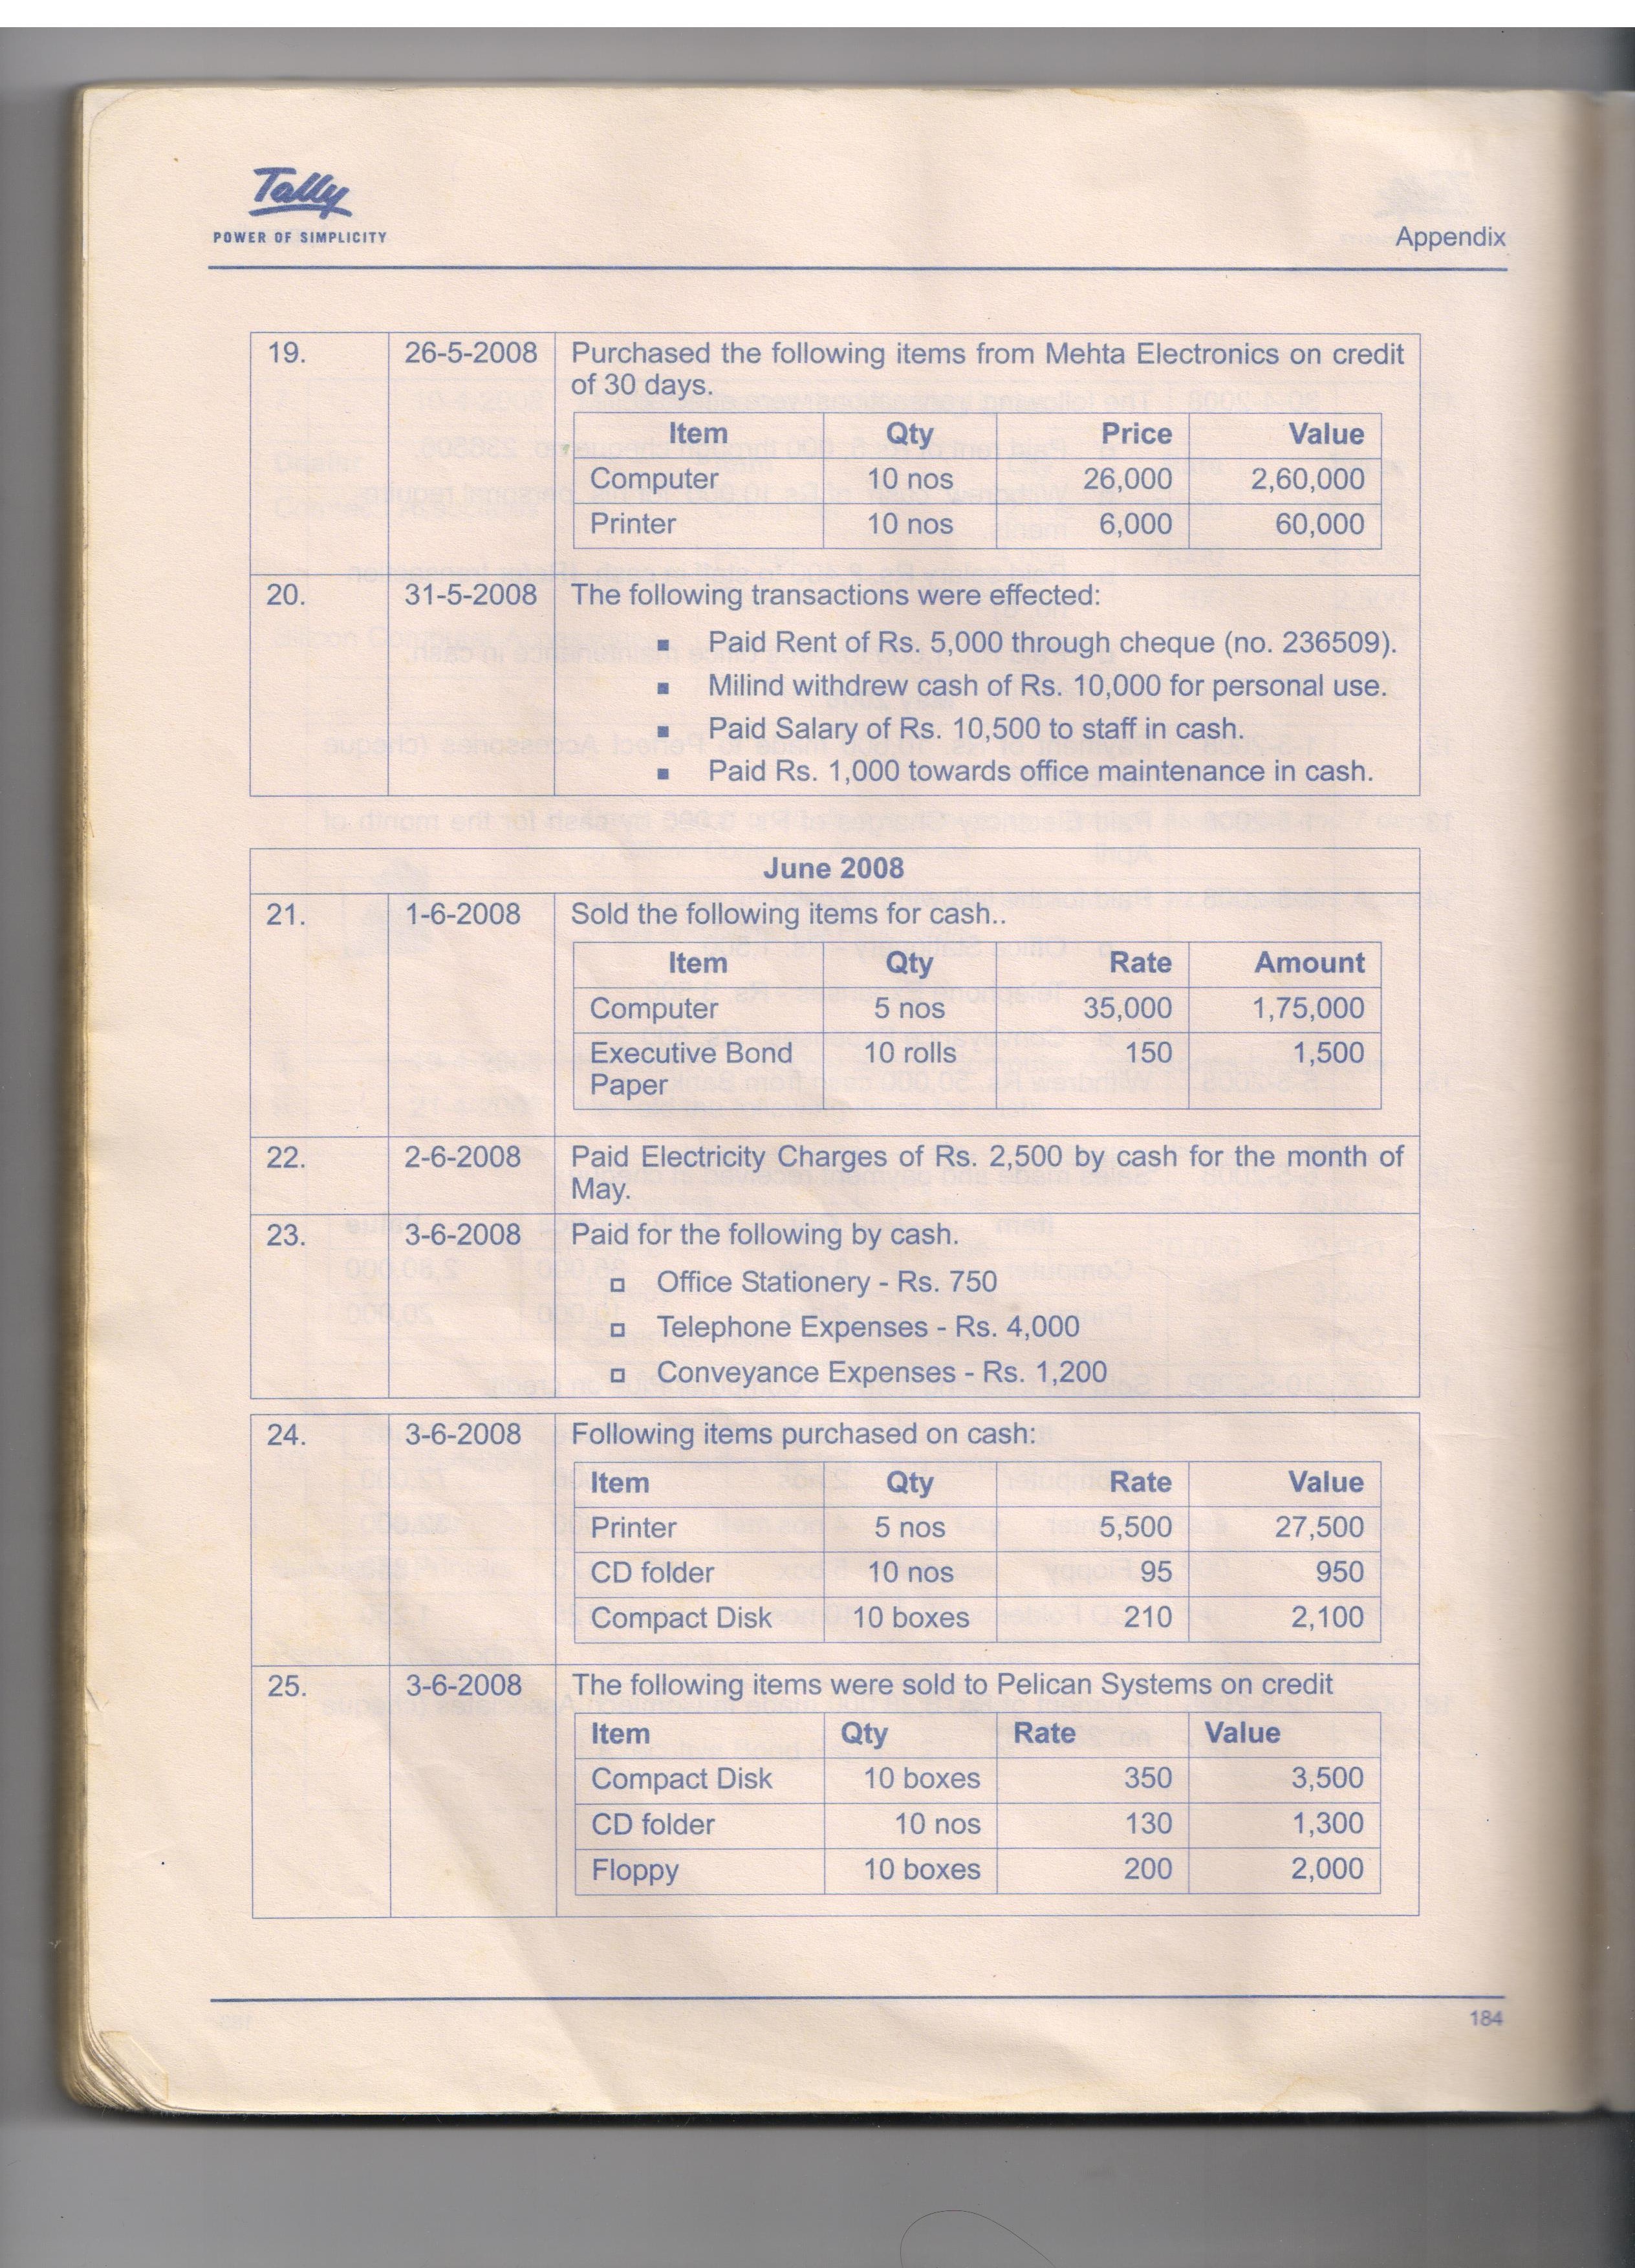 Tally
POWER OF SIMPLICITY
Appendix
19. 26-5-2008 Purchased the following items from Mehta Electronics on credit
of 30 days.
Item Qty Price Value
Computer 10 nos 26,000 2,60,000
Printer 10 nos 6,000 60,000
20. 31-5-2008 The following transactions were effected:
▪ Paid Rent of Rs. 5,000 through cheque (no. 236509).
▪ Milind withdrew cash of Rs. 10,000 for personal use.
▪ Paid Salary of Rs. 10,500 to staff in cash.
▪ Paid Rs. 1,000 towards office maintenance in cash.
June 2008
21. 1-6-2008 Sold the following items for cash..
Item Qty Rate Amount
Computer 5 nos 35,000 1,75,000
Executive Bond 10 rolls 150 1,500
Paper
22. 2-6-2008 Paid Electricity Charges of Rs. 2,500 by cash for the month of
May.
23. 3-6-2008 Paid for the following by cash.
▫ Office Stationery - Rs. 750
▫ Telephone Expenses - Rs. 4,000
▫ Conveyance Expenses - Rs. 1,200
24. 3-6-2008 Following items purchased on cash:
Item Qty Rate Value
Printer 5 nos 5,500 27,500
CD folder 10 nos 95 950
Compact Disk 10 boxes 210 2,100
25. 3-6-2008 The following items were sold to Pelican Systems on credit
Item Qty Rate Value
Compact Disk 10 boxes 350 3,500
CD folder 10 nos 130 1,300
Floppy 10 boxes 200 2,000
184